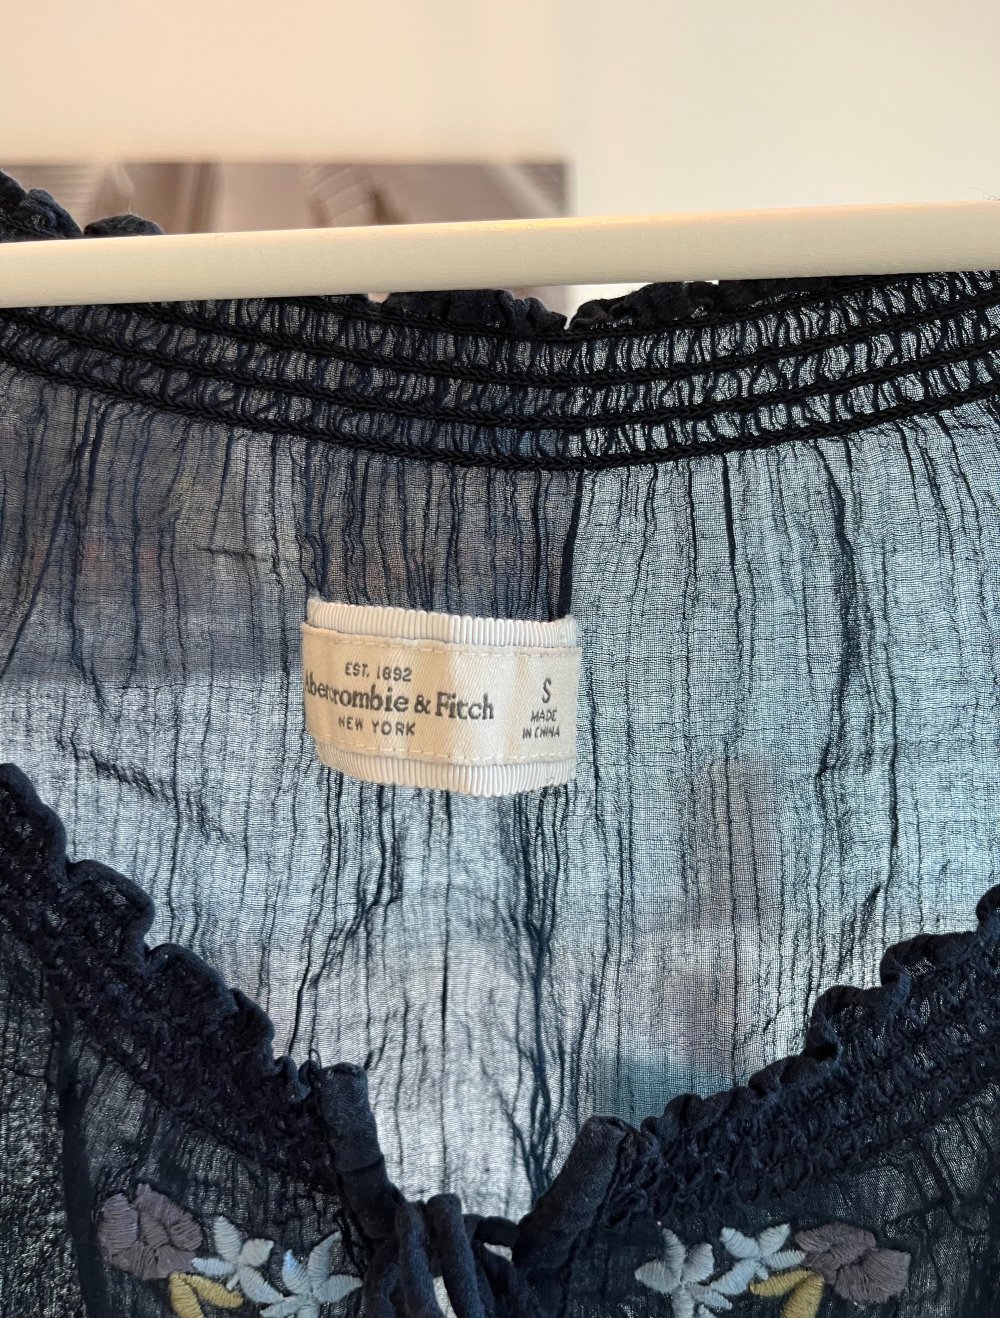 EST. 1892
Abercrombie & Fitch
NEW YORK
S
MADE
IN CHINA